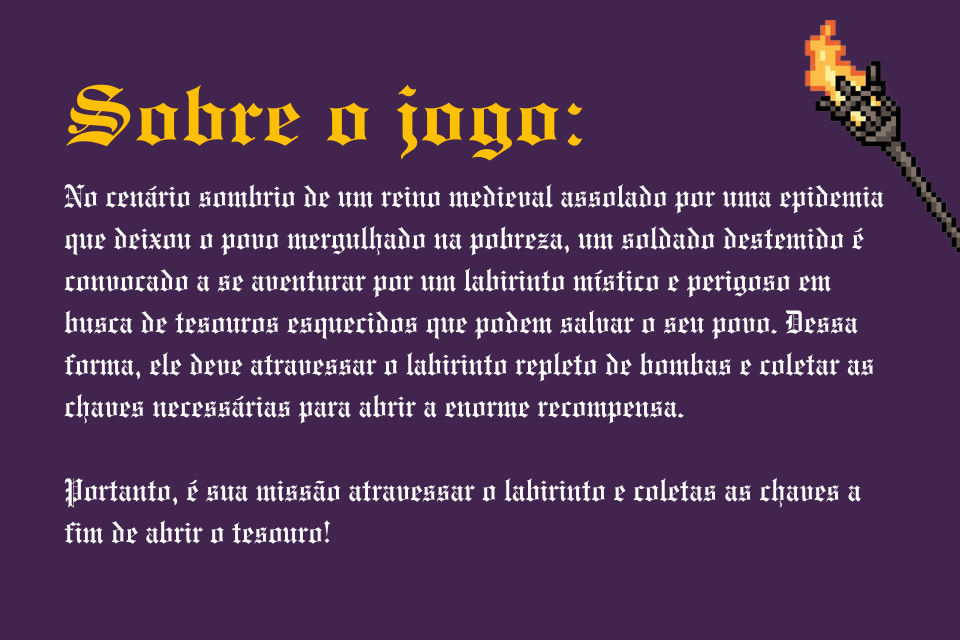 Sobre o jogo:
No cenário sombrio de um reino medieval assolado por uma epidemia
que deixou o povo mergulhado na pobreza, um soldado destemido é
convocado a se aventurar por um labirinto místico e perigoso em
busca de tesouros esquecidos que podem salvar o seu povo. Dessa
forma, ele deve atravessar o labirinto repleto de bombas e coletar as
chaves necessárias para abrir a enorme recompensa.
Portanto, é sua missão atravessar o labirinto e coletas as chaves a
fim de abrir o tesouro!